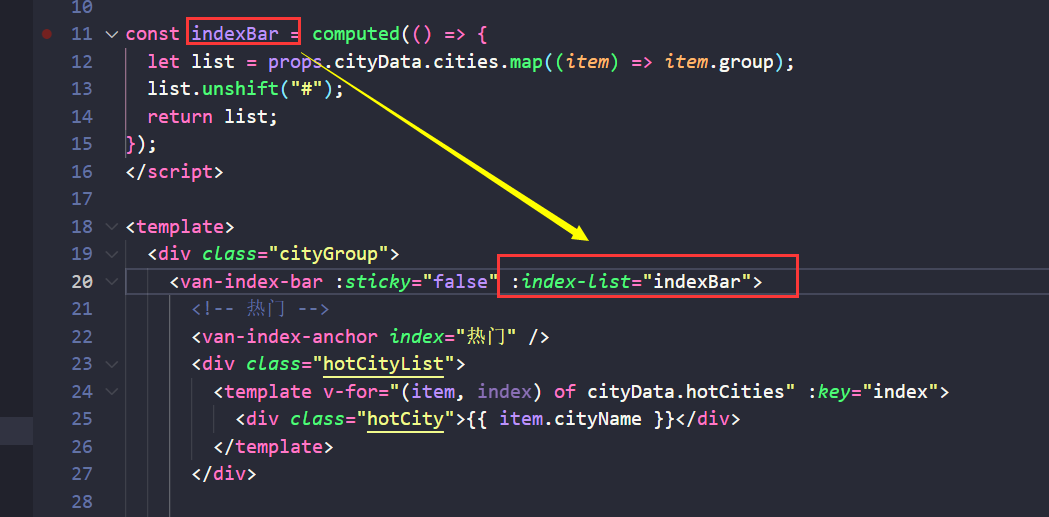 10
11 const indexBar = computed(() => {
12 let list = props.cityData.cities.map((item) => item.group);
13 list.unshift("#");
14 return list;
15 });
16 </script>
17
18 <template>
19 <div class="cityGroup">
20 <van-index-bar :sticky="false" :index-list="indexBar">
21 <!-- 热门 -->
22 <van-index-anchor index="热门" />
23 <div class="hotCityList">
24 <template v-for="(item, index) of cityData.hotCities" :key="index">
25 <div class="hotCity">{{ item.cityName }}</div>
26 </template>
27 </div>
28